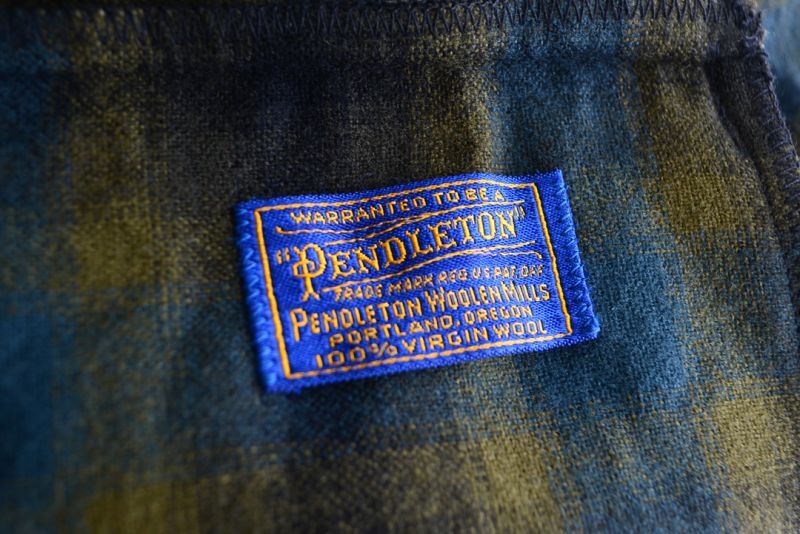 WARRANTED TO BE A
"PENDLETON"
TRADE MARK REG. U.S. PAT. OFF.
PENDLETON WOOLEN MILLS
PORTLAND, OREGON
100% VIRGIN WOOL